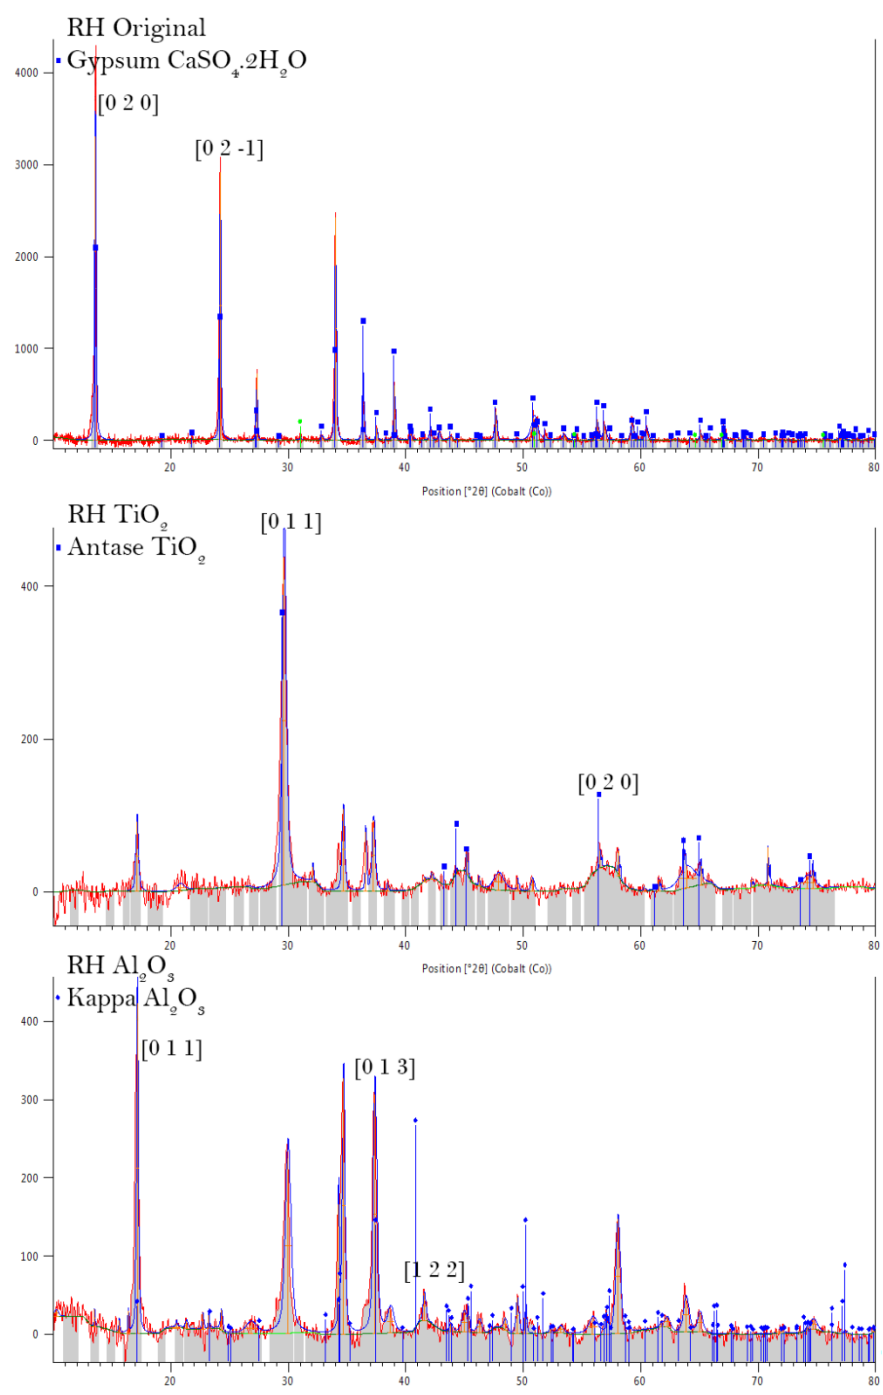 RH Original
Gypsum CaSO₄.2H₂O
4000
[0 2 0]
[0 2 -1]
3000
2000
1000
0
20 30 40 50 60 70 80
Position [°2θ] (Cobalt (Co))
RH TiO₂
[0 1 1]
Antase TiO₂
400
200
[0 2 0]
0
20 30 40 50 60 70 80
Position [°2θ] (Cobalt (Co))
RH Al₂O₃
Kappa Al₂O₃
400
[0 1 1]
[0 1 3]
300
200
100
[1 2 2]
0
20 30 40 50 60 70 80